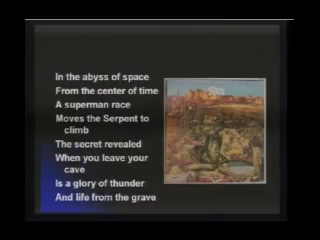 In the abyss of space
From the center of time
A superman race
Moves the Serpent to
climb
The secret revealed
When you leave your
cave
Is a glory of thunder
And life from the grave
Styx